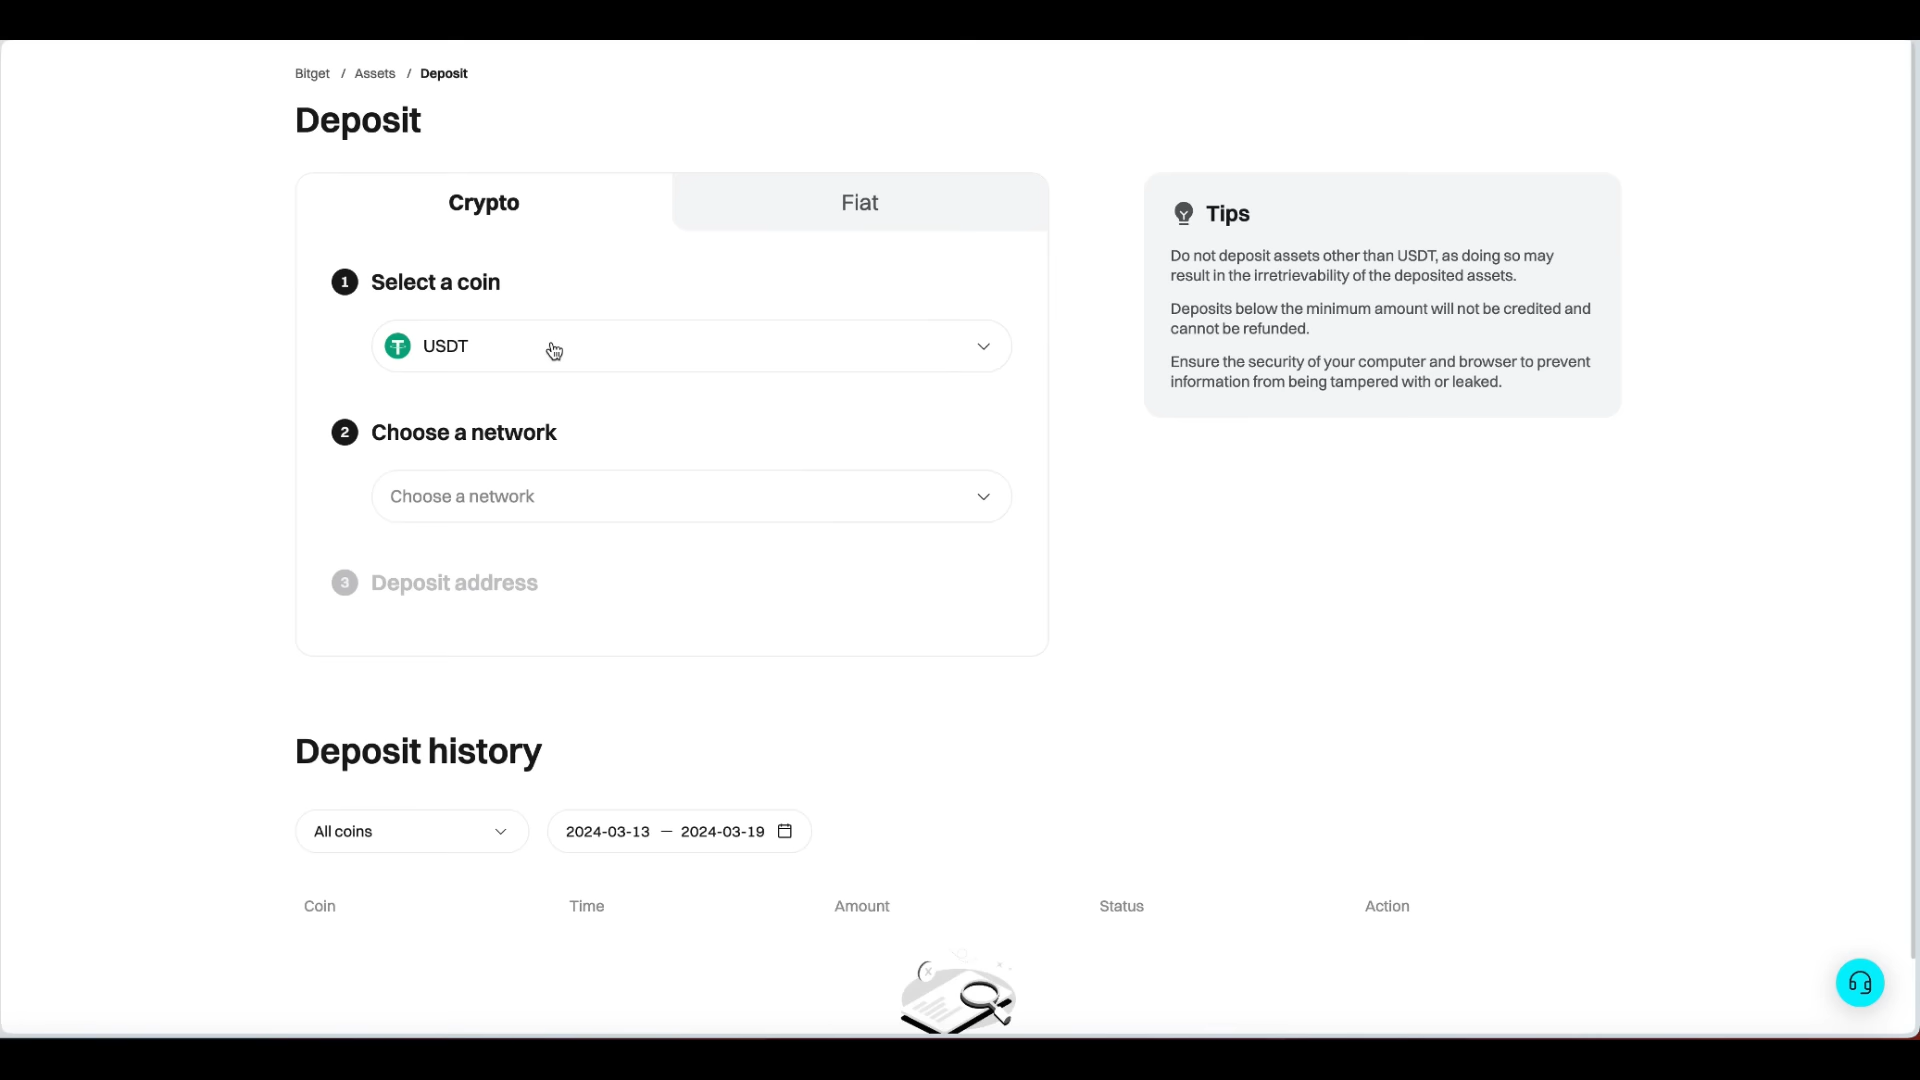 Bitget / Assets / Deposit
Deposit
Crypto
Fiat
1 Select a coin
USDT
2 Choose a network
Choose a network
3 Deposit address
Tips
Do not deposit assets other than USDT, as doing so may
result in the irretrievability of the deposited assets.
Deposits below the minimum amount will not be credited and
cannot be refunded.
Ensure the security of your computer and browser to prevent
information from being tampered with or leaked.
Deposit history
All coins
2024-03-13 — 2024-03-19
Coin Time Amount Status Action